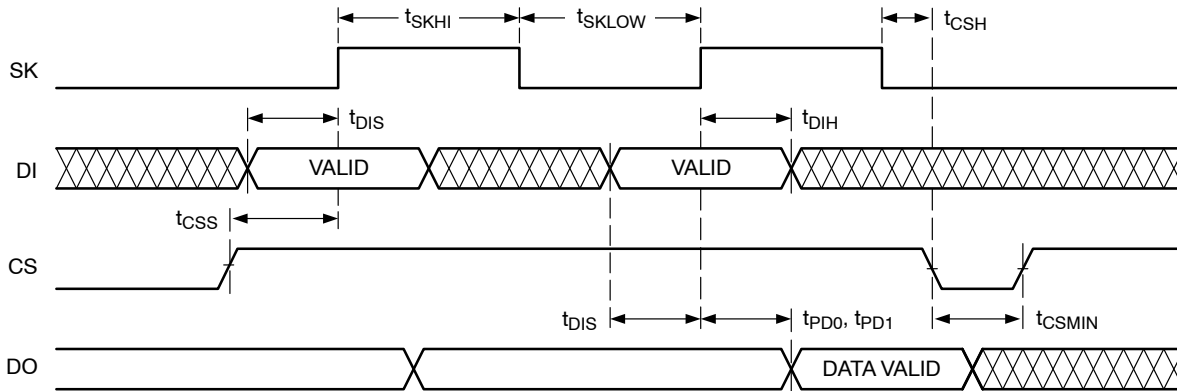 tSKHI tSKLOW tCSH
SK
tDIS tDIH
DI VALID VALID
tCSS
CS
tDIS tPD0, tPD1 tCSMIN
DO DATA VALID